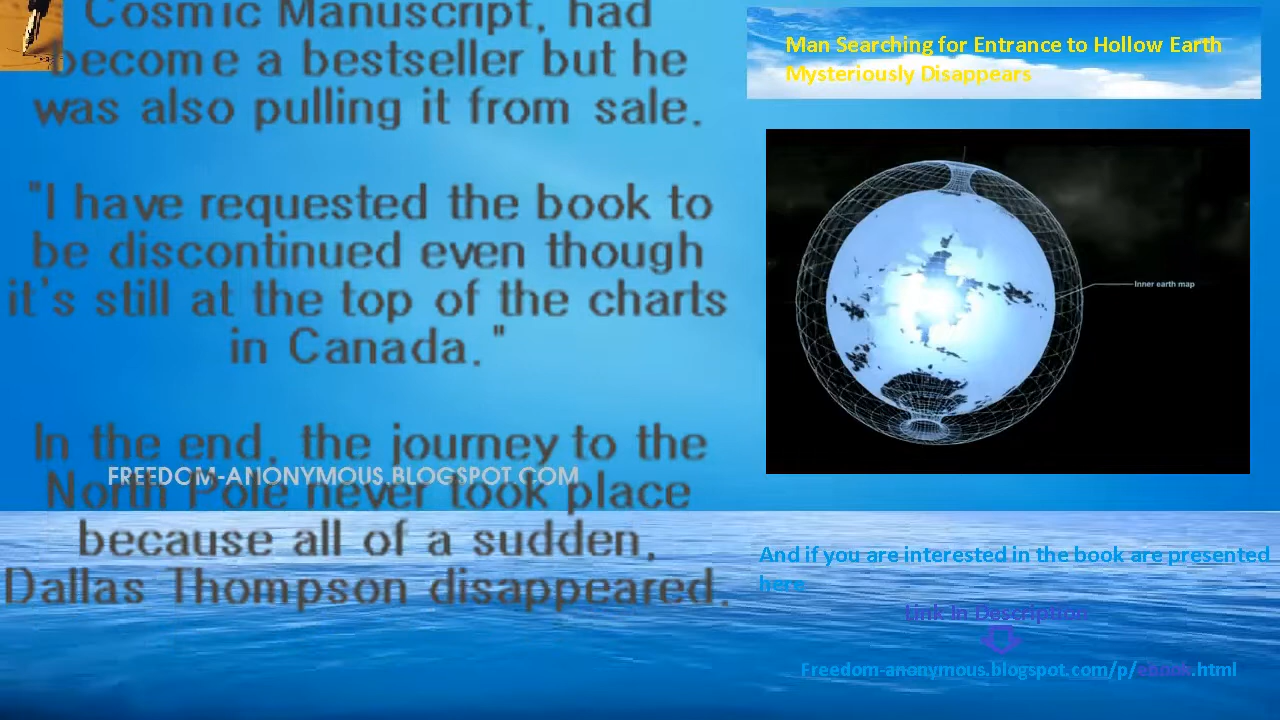 Cosmic Manuscript, had
become a bestseller but he
was also pulling it from sale.
"I have requested the book to
be discontinued even though
it's still at the top of the charts
in Canada."
In the end, the journey to the
FREEDOM-ANONYMOUS.BLOGSPOT.COM
North Pole never took place
because all of a sudden,
Dallas Thompson disappeared.
Man Searching for Entrance to Hollow Earth
Mysteriously Disappears
Inner earth map
And if you are interested in the book are presented
here
Link In Description
Freedom-anonymous.blogspot.com/p/ebook.html